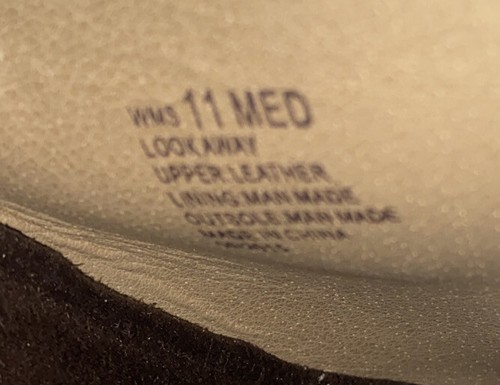 WMS 11 MED
LOOKAWAY
UPPER:LEATHER
LINING:MAN MADE
OUTSOLE:MAN MADE
MADE IN CHINA